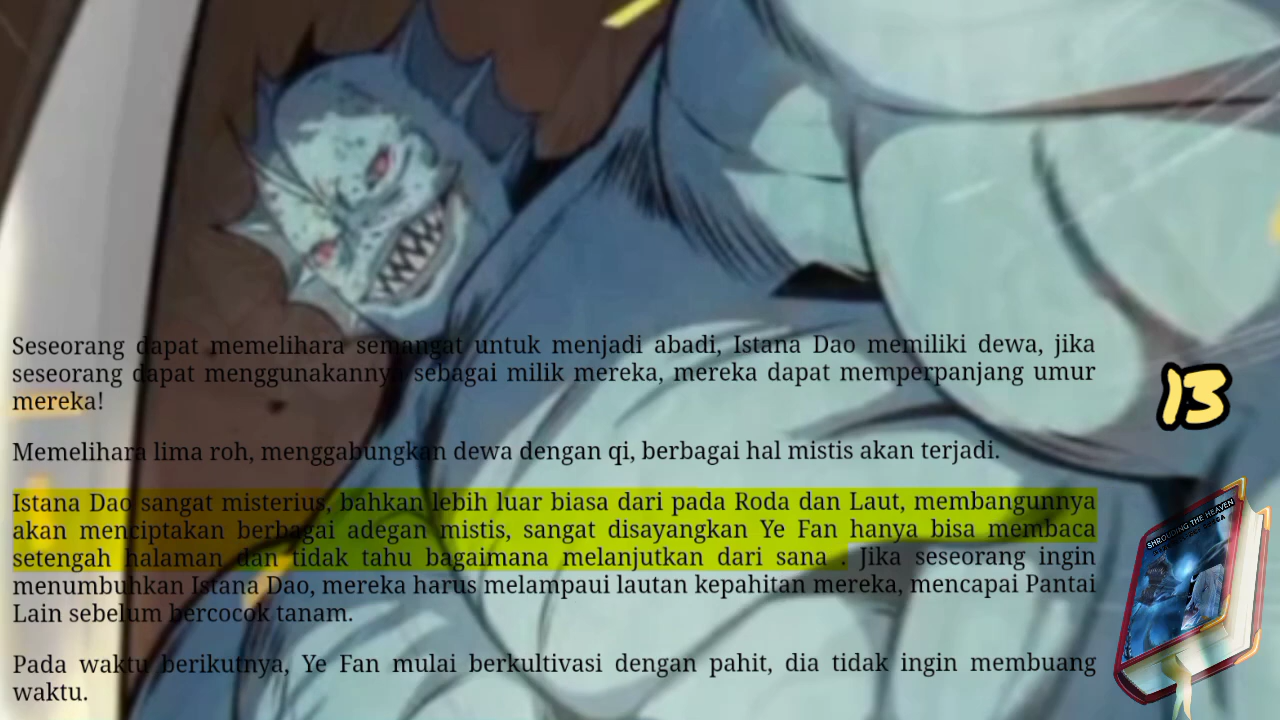 Seseorang dapat memelihara semangat untuk menjadi abadi, Istana Dao memiliki dewa, jika
seseorang dapat menggunakannya sebagai milik mereka, mereka dapat memperpanjang umur
mereka!
Memelihara lima roh, menggabungkan dewa dengan qi, berbagai hal mistis akan terjadi.
Istana Dao sangat misterius, bahkan lebih luar biasa dari pada Roda dan Laut, membangunnya
akan menciptakan berbagai adegan mistis, sangat disayangkan Ye Fan hanya bisa membaca
setengah halaman dan tidak tahu bagaimana melanjutkan dari sana . Jika seseorang ingin
menumbuhkan Istana Dao, mereka harus melampaui lautan kepahitan mereka, mencapai Pantai
Lain sebelum bercocok tanam.
Pada waktu berikutnya, Ye Fan mulai berkultivasi dengan pahit, dia tidak ingin membuang
waktu.
13
SHROUDING THE HEAVEN